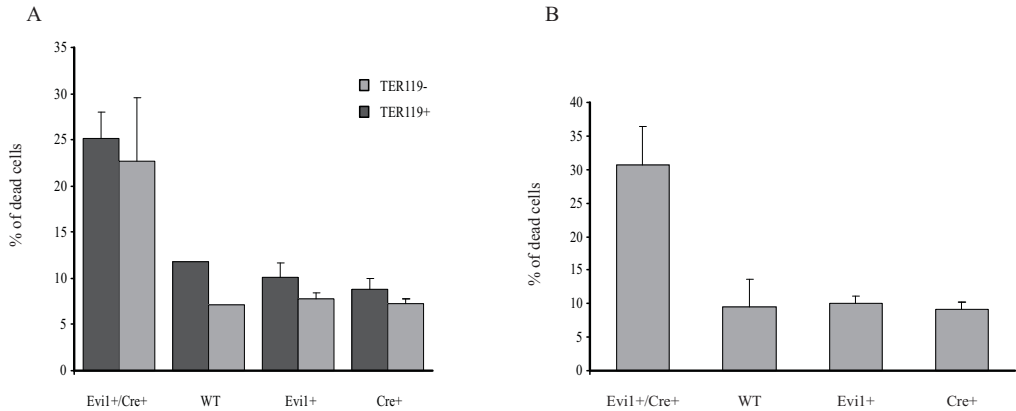 A
% of dead cells
35
30
25
20
15
10
5
0
TER119-
TER119+
Evi1+/Cre+ WT Evi1+ Cre+
B
% of dead cells
40
35
30
25
20
15
10
5
0
Evi1+/Cre+ WT Evi1+ Cre+